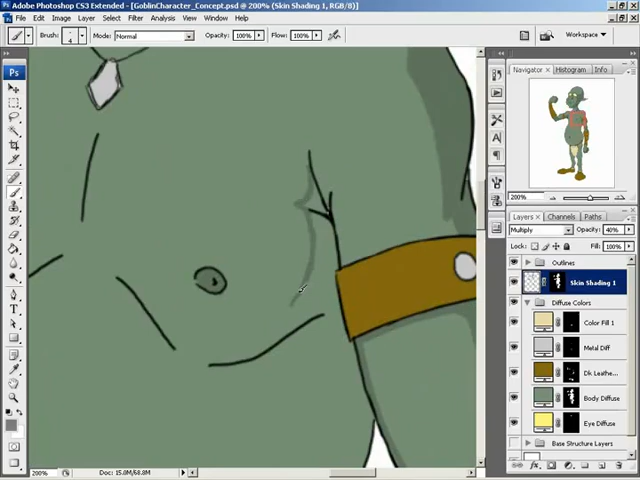 Adobe Photoshop CS3 Extended - [GoblinCharacter_Concept.psd @ 200% (Skin Shading 1, RGB/8)]
File Edit Image Layer Select Filter Analysis View Window Help
Brush: 4 Mode: Normal Opacity: 100% Flow: 100% Workspace
Ps
Navigator Histogram Info
200%
Layers Channels Paths
Multiply Opacity: 40%
Lock: Fill: 100%
Outlines
Skin Shading 1
Diffuse Colors
Color Fill 1
Metal Diff
Dk Leathe...
Body Diffuse
Eye Diffuse
Base Structure Layers
200% Doc: 15.0M/68.8M